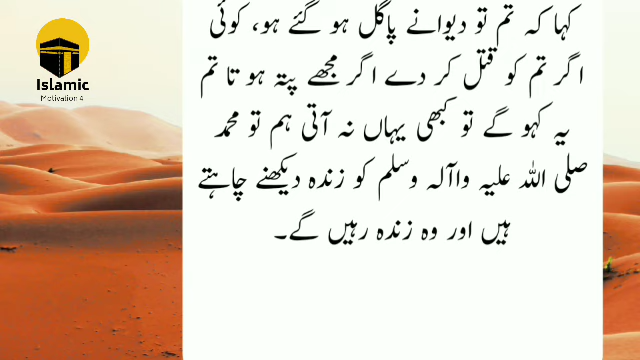 Islamic
Motivation 4
کہا کہ تم تو دیوانے پاگل ہو گئے ہو، کوئی
اگر تم کو قتل کر دے اگر مجھے پتہ ہو تا تم
یہ کہو گے تو کبھی یہاں نہ آتی ہم تو محمد
صلی اللہ علیہ واآلہ وسلم کو زندہ دیکھنے چاہتے
ہیں اور وہ زندہ رہیں گے۔